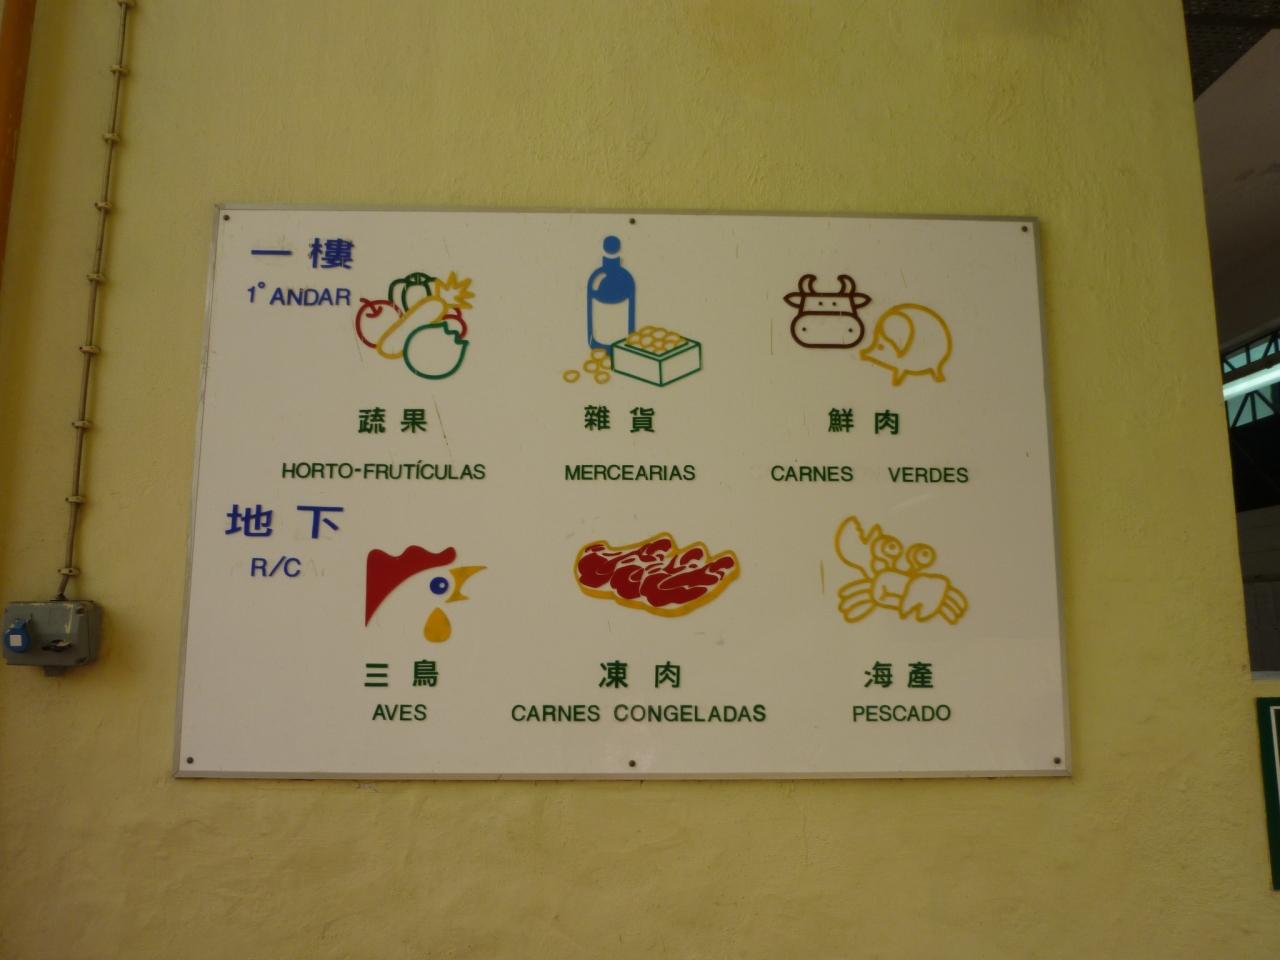 一樓
1º ANDAR
蔬果
雜貨
鮮肉
HORTO-FRUTÍCULAS
MERCEARIAS
CARNES VERDES
地下
R/C
三鳥
凍肉
海產
AVES
CARNES CONGELADAS
PESCADO